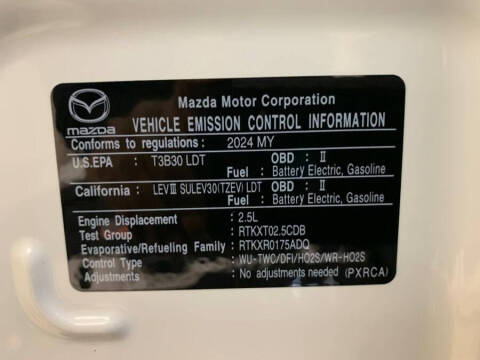 Mazda Motor Corporation
mazda VEHICLE EMISSION CONTROL INFORMATION
Conforms to regulations : 2024 MY
U.S.EPA : T3B30 LDT OBD : II
Fuel : Battery Electric, Gasoline
California : LEVⅢ SULEV30(TZEV) LDT OBD : II
Fuel : Battery Electric, Gasoline
Engine Displacement : 2.5L
Test Group : RTKXT02.5CDB
Evaporative/Refueling Family : RTKXR0175ADQ
Control Type : WU-TWC/DFI/HO2S/WR-HO2S
: No adjustments needed (PXRCA)